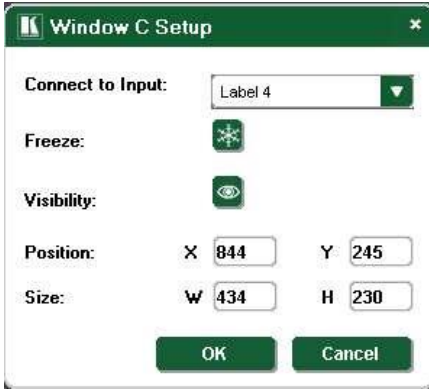 Window C Setup
Connect to Input: Label 4
Freeze:
Visibility:
Position: X 844 Y 245
Size: W 434 H 230
OK Cancel